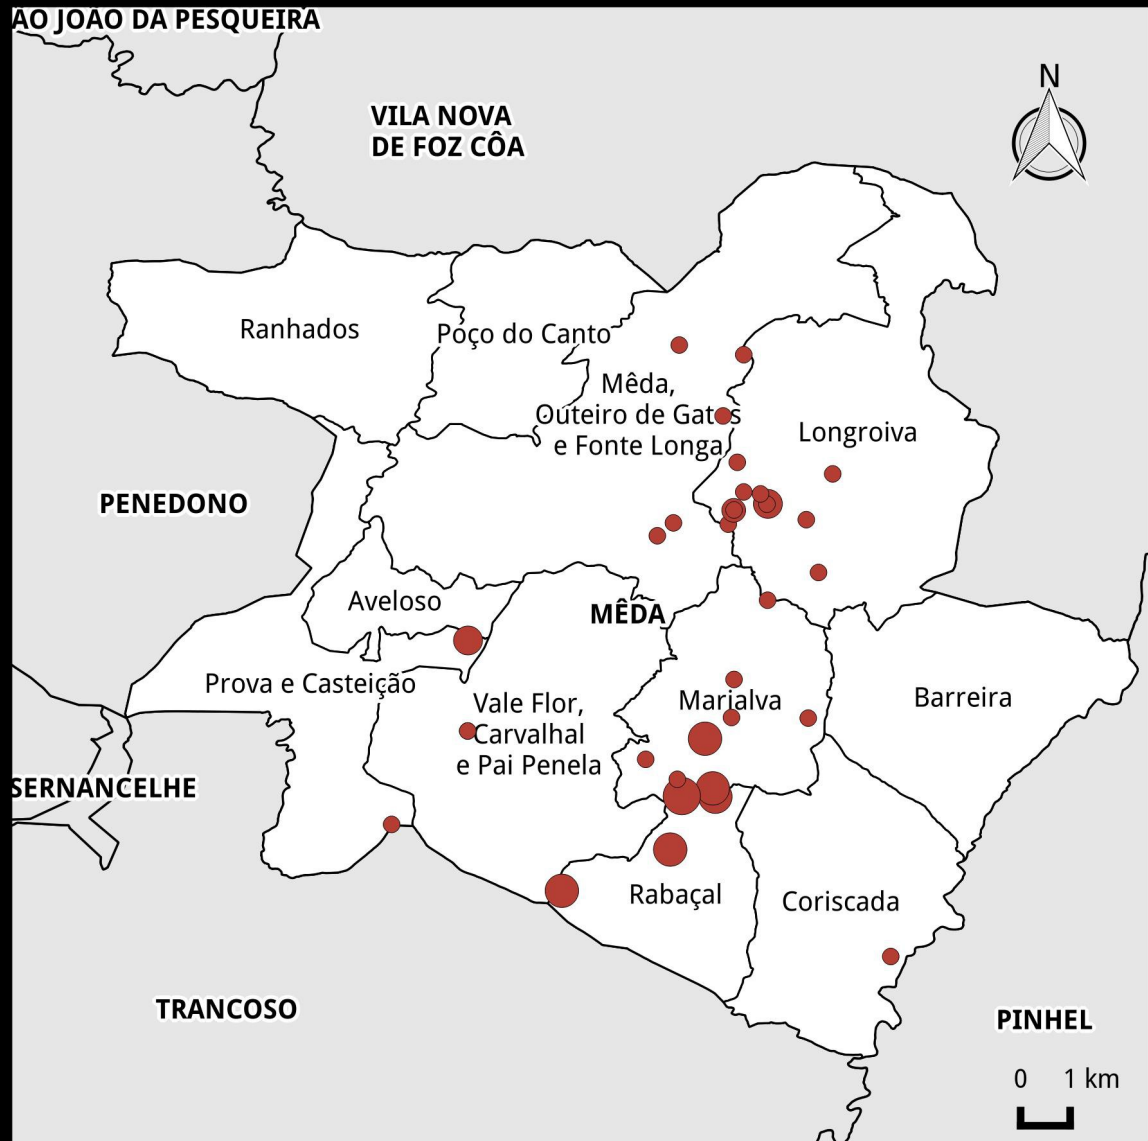 ÃO JOÃO DA PESQUEIRA
N
VILA NOVA
DE FOZ CÔA
Ranhados
Poço do Canto
Mêda,
Outeiro de Gatos
e Fonte Longa
Longroiva
PENEDONO
Aveloso
MÊDA
Prova e Casteição
Vale Flor,
Carvalhal
e Pai Penela
Marialva
Barreira
SERNANCELHE
Rabaçal
Coriscada
TRANCOSO
PINHEL
0 1 km